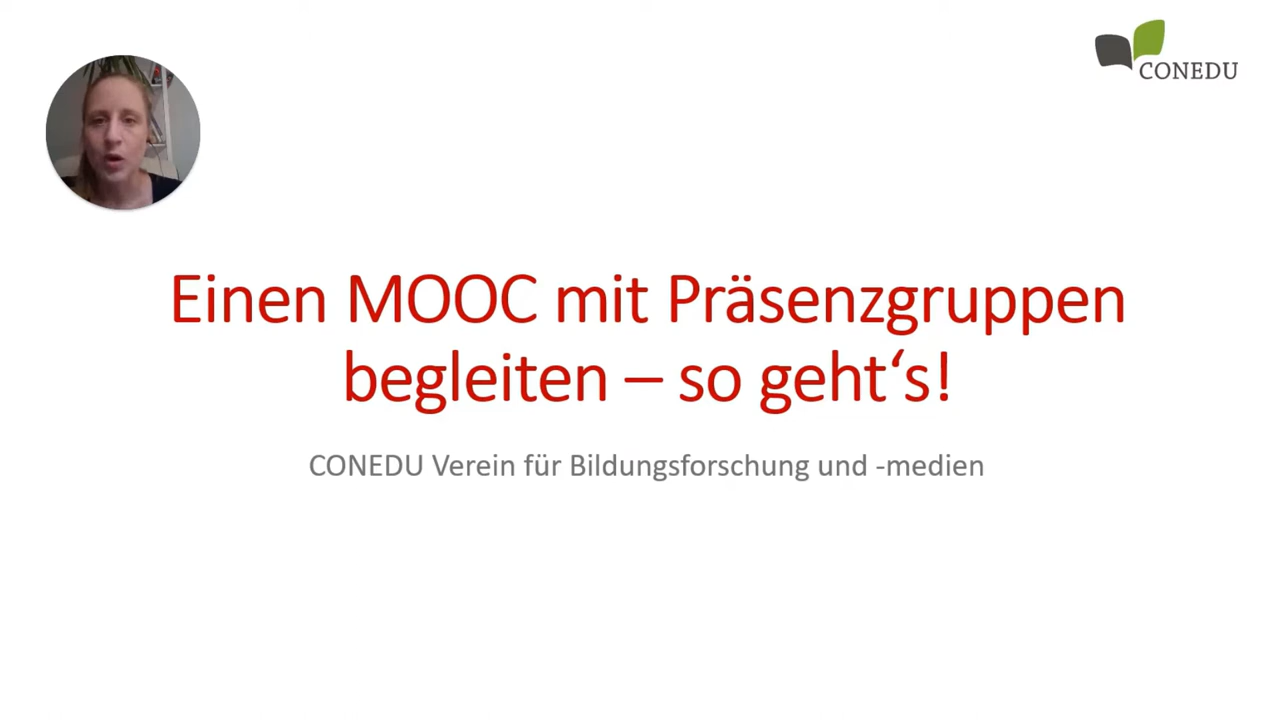 CONEDU
Einen MOOC mit Präsenzgruppen
begleiten – so geht‘s!
CONEDU Verein für Bildungsforschung und -medien